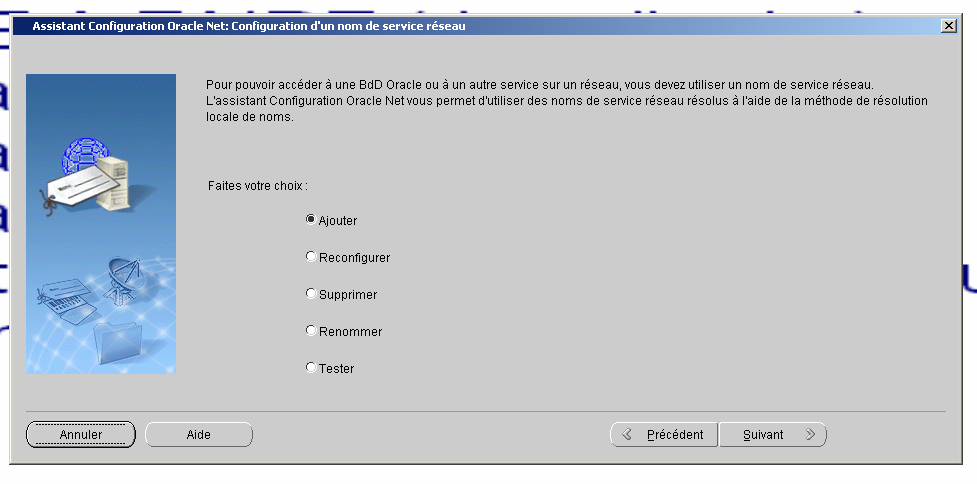 Assistant Configuration Oracle Net: Configuration d'un nom de service réseau
Pour pouvoir accéder à une BdD Oracle ou à un autre service sur un réseau, vous devez utiliser un nom de service réseau.
L'assistant Configuration Oracle Net vous permet d'utiliser des noms de service réseau résolus à l'aide de la méthode de résolution
locale de noms.
Faites votre choix :
Ajouter
Reconfigurer
Supprimer
Renommer
Tester
Annuler
Aide
Précédent
Suivant